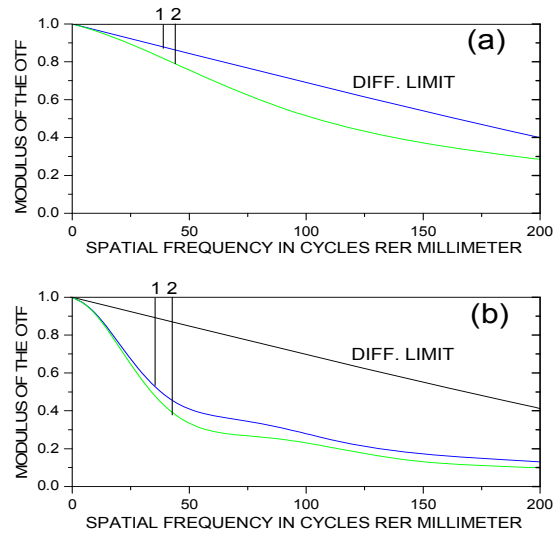 1 2
(a)
DIFF. LIMIT
MODULUS OF THE OTF
1.0
0.8
0.6
0.4
0.2
0.0
0 50 100 150 200
SPATIAL FREQUENCY IN CYCLES RER MILLIMETER
1 2
(b)
DIFF. LIMIT
MODULUS OF THE OTF
1.0
0.8
0.6
0.4
0.2
0.0
0 50 100 150 200
SPATIAL FREQUENCY IN CYCLES RER MILLIMETER